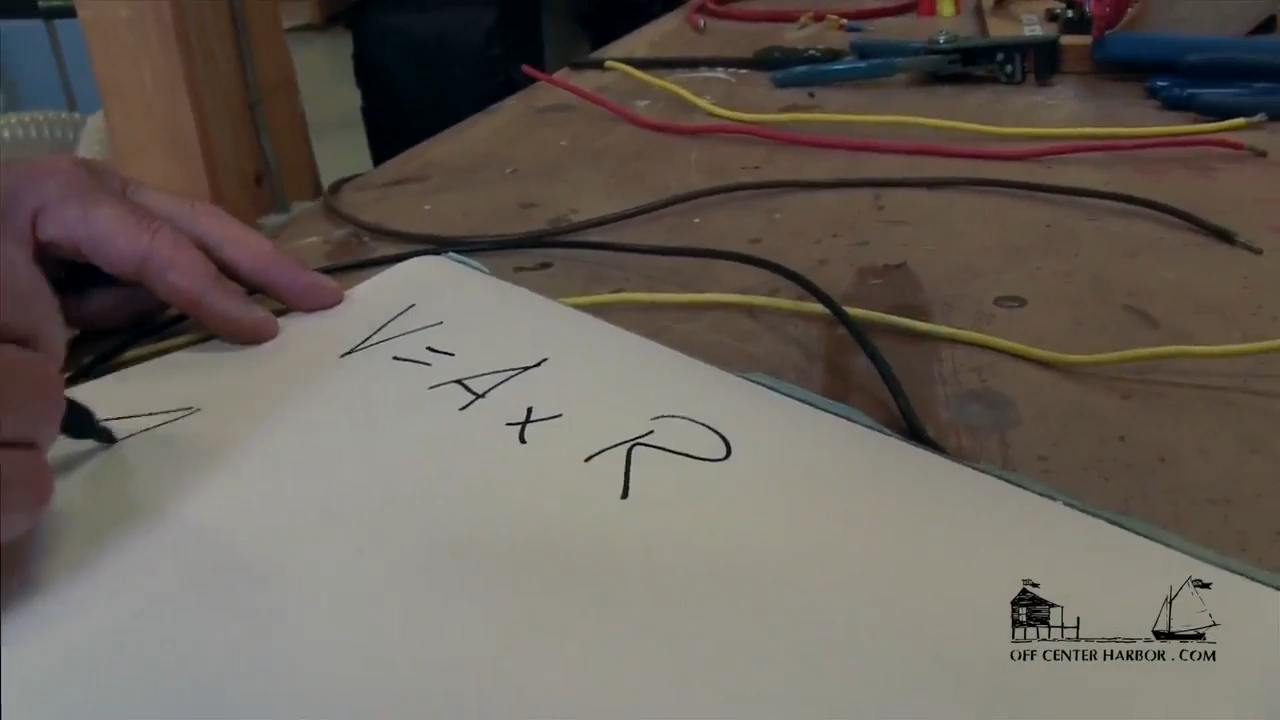 V = A x R
OFF CENTER HARBOR . COM